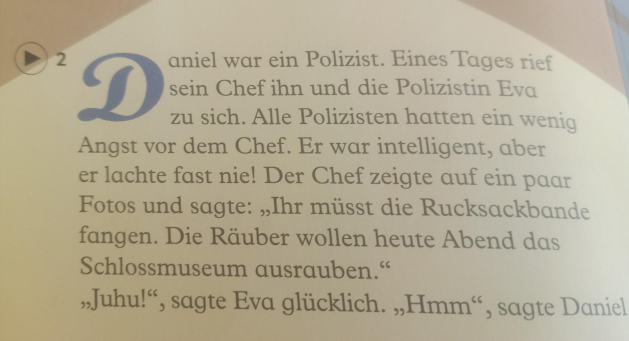 2
Daniel war ein Polizist. Eines Tages rief
sein Chef ihn und die Polizistin Eva
zu sich. Alle Polizisten hatten ein wenig
Angst vor dem Chef. Er war intelligent, aber
er lachte fast nie! Der Chef zeigte auf ein paar
Fotos und sagte: „Ihr müsst die Rucksackbande
fangen. Die Räuber wollen heute Abend das
Schlossmuseum ausrauben.“
„Juhu!“, sagte Eva glücklich. „Hmm“, sagte Daniel